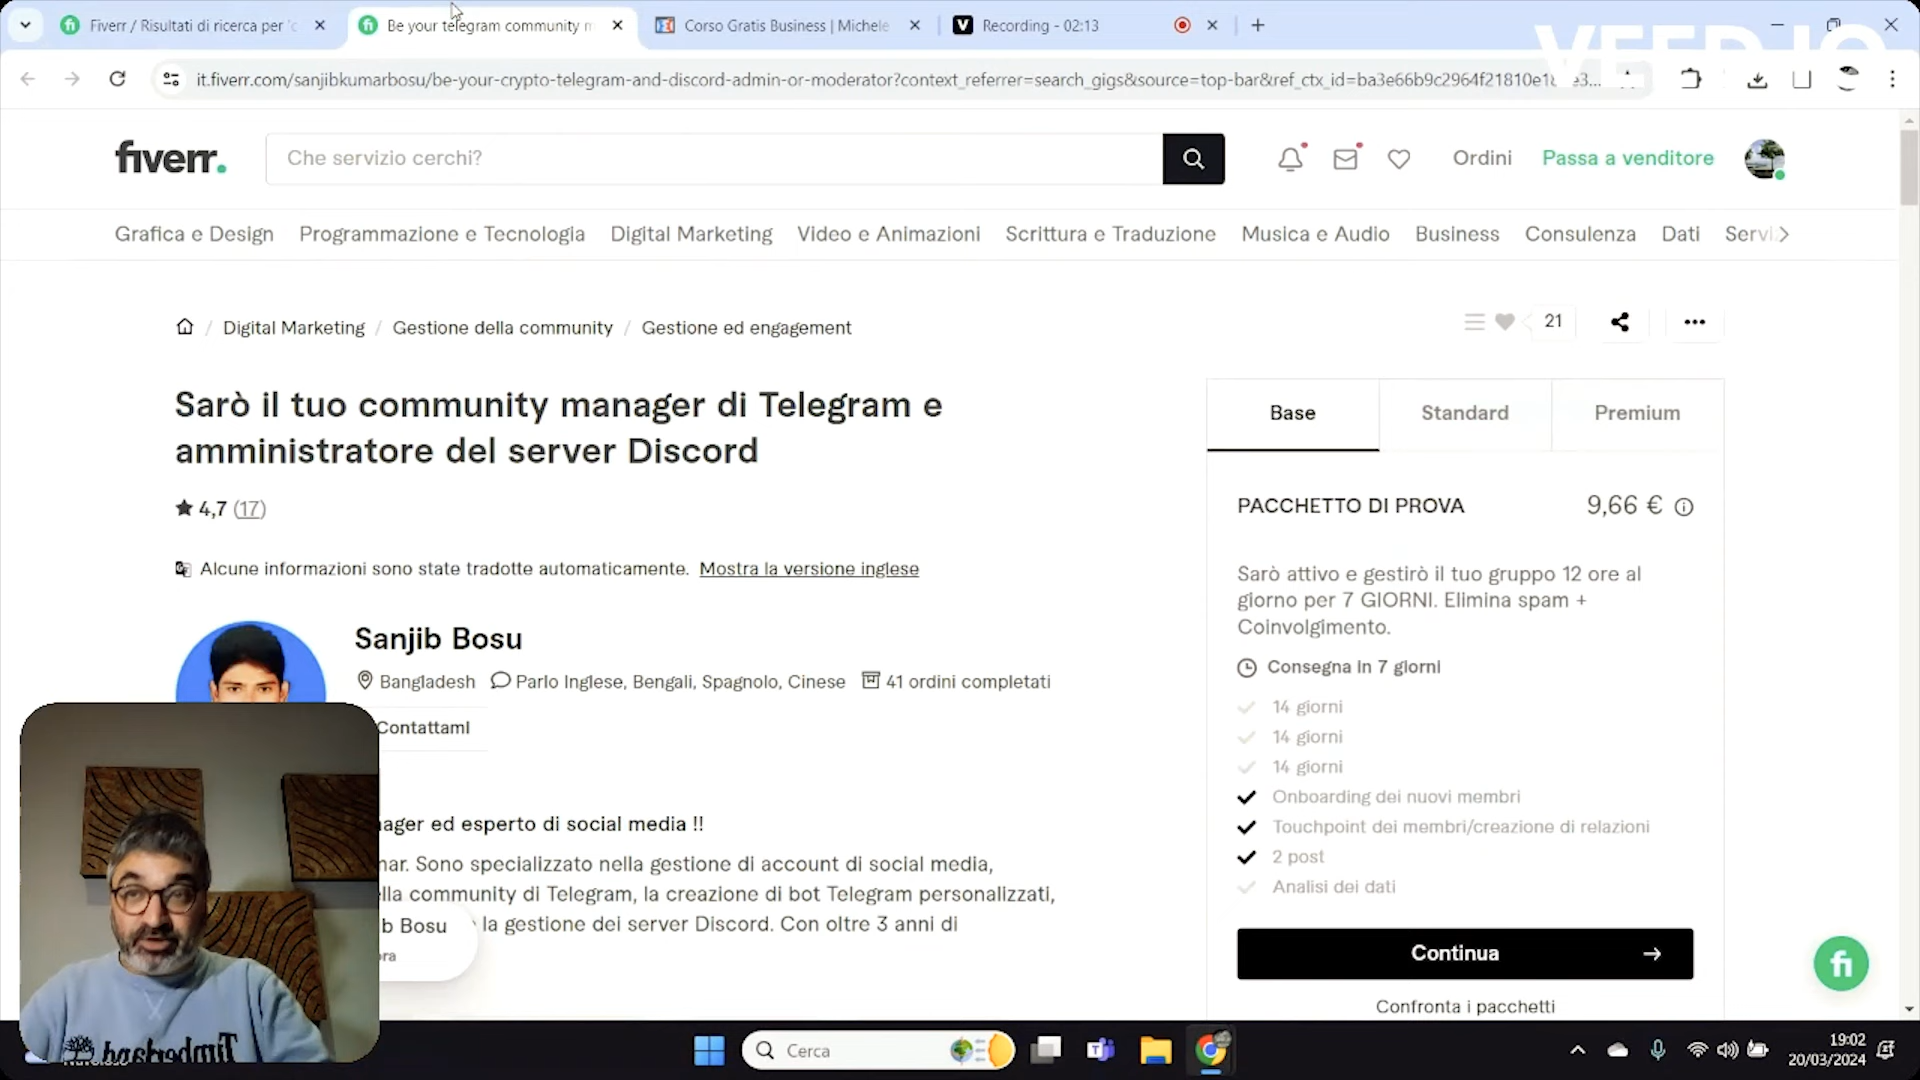 Fiverr / Risultati di ricerca per 'c
Be your telegram community m
Corso Gratis Business | Michele
Recording - 02:13
VEED.IO
it.fiverr.com/sanjibkumarbosu/be-your-crypto-telegram-and-discord-admin-or-moderator?context_referrer=search_gigs&source=top-bar&ref_ctx_id=ba3e66b9c2964f21810e1
fiverr.
Che servizio cerchi?
Ordini
Passa a venditore
Grafica e Design
Programmazione e Tecnologia
Digital Marketing
Video e Animazioni
Scrittura e Traduzione
Musica e Audio
Business
Consulenza
Dati
Servi
/ Digital Marketing / Gestione della community / Gestione ed engagement
21
Sarò il tuo community manager di Telegram e
amministratore del server Discord
4,7 (17)
Alcune informazioni sono state tradotte automaticamente. Mostra la versione inglese
Sanjib Bosu
Bangladesh
Parlo Inglese, Bengali, Spagnolo, Cinese
41 ordini completati
Contattami
ager ed esperto di social media !!
mar. Sono specializzato nella gestione di account di social media,
lla community di Telegram, la creazione di bot Telegram personalizzati,
la gestione dei server Discord. Con oltre 3 anni di
b Bosu
ora
Base
Standard
Premium
PACCHETTO DI PROVA
9,66 €
Sarò attivo e gestirò il tuo gruppo 12 ore al
giorno per 7 GIORNI. Elimina spam +
Coinvolgimento.
Consegna in 7 giorni
14 giorni
14 giorni
14 giorni
Onboarding dei nuovi membri
Touchpoint dei membri/creazione di relazioni
2 post
Analisi dei dati
Continua
Confronta i pacchetti
fi
Timberland
Cerca
19:02
20/03/2024